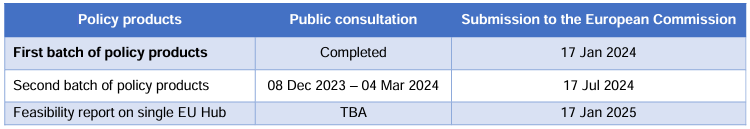 Policy products Public consultation Submission to the European Commission
First batch of policy products Completed 17 Jan 2024
Second batch of policy products 08 Dec 2023 – 04 Mar 2024 17 Jul 2024
Feasibility report on single EU Hub TBA 17 Jan 2025